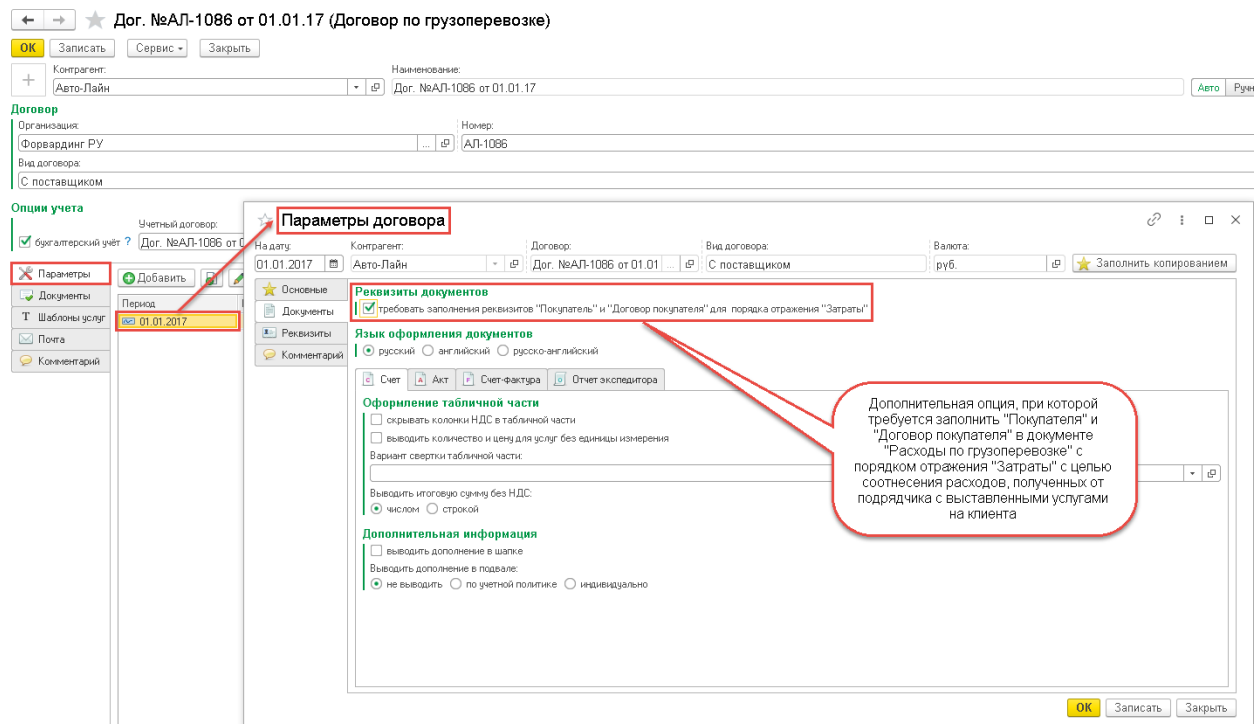 Дог. №АЛ-1086 от 01.01.17 (Договор по грузоперевозке)
ОК Записать Сервис Закрыть
Контрагент: Наименование:
Авто-Лайн Дог. №АЛ-1086 от 01.01.17 Авто Ручн
Договор
Организация: Номер:
Форвардинг РУ ... АЛ-1086
Вид договора:
С поставщиком
Опции учета
Учетный договор:
бухгалтерский учёт ? Дог. №АЛ-1086 от 0
Параметры
Документы
Т Шаблоны услуг
Почта
Комментарий
Добавить
Период
01.01.2017
Параметры договора
На дату: Контрагент: Договор: Вид договора: Валюта:
01.01.2017 Авто-Лайн Дог. №АЛ-1086 от 01.01 ... С поставщиком руб. Заполнить копированием
Основные
Документы
Реквизиты
Комментарий
Реквизиты документов
требовать заполнения реквизитов "Покупатель" и "Договор покупателя" для порядка отражения "Затраты"
Язык оформления документов
русский английский русско-английский
Счет Акт Счет-фактура Отчет экспедитора
Оформление табличной части
скрывать колонки НДС в табличной части
выводить количество и цену для услуг без единицы измерения
Вариант свертки табличной части:
Выводить итоговую сумму без НДС:
числом строкой
Дополнительная информация
выводить дополнение в шапке
Выводить дополнение в подвале:
не выводить по учетной политике индивидуально
Дополнительная опция, при которой
требуется заполнить "Покупателя" и
"Договор покупателя" в документе
"Расходы по грузоперевозке" с
порядком отражения "Затраты" с целью
соотнесения расходов, полученных от
подрядчика с выставленными услугами
на клиента
ОК Записать Закрыть